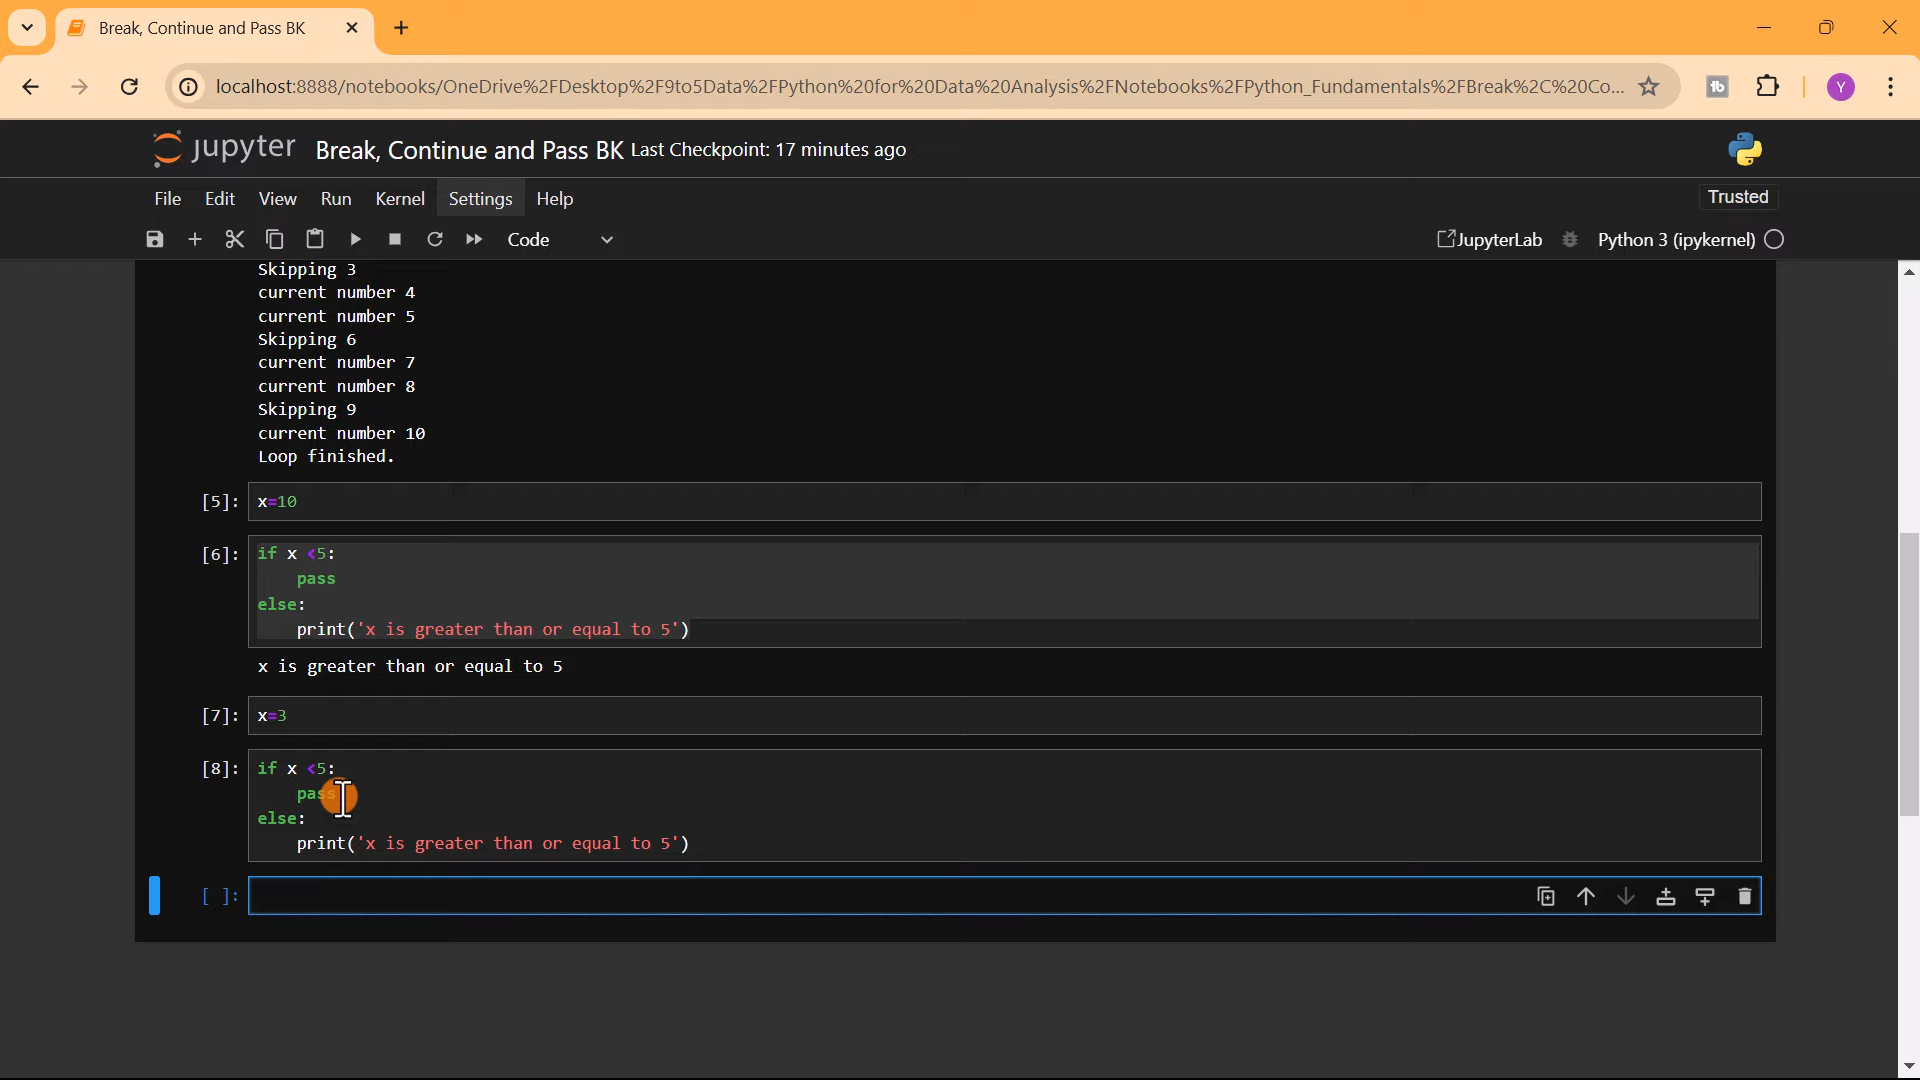 Break, Continue and Pass BK
localhost:8888/notebooks/OneDrive%2FDesktop%2F9to5Data%2FPython%20for%20Data%20Analysis%2FNotebooks%2FPython_Fundamentals%2FBreak%2C%20Co...
tb
Y
jupyter Break, Continue and Pass BK Last Checkpoint: 17 minutes ago
File Edit View Run Kernel Settings Help Trusted
Code JupyterLab Python 3 (ipykernel)
Skipping 3
current number 4
current number 5
Skipping 6
current number 7
current number 8
Skipping 9
current number 10
Loop finished.
[5]: x=10
[6]: if x <5:
    pass
else:
    print('x is greater than or equal to 5')
x is greater than or equal to 5
[7]: x=3
[8]: if x <5:
    pass
else:
    print('x is greater than or equal to 5')
[ ]: